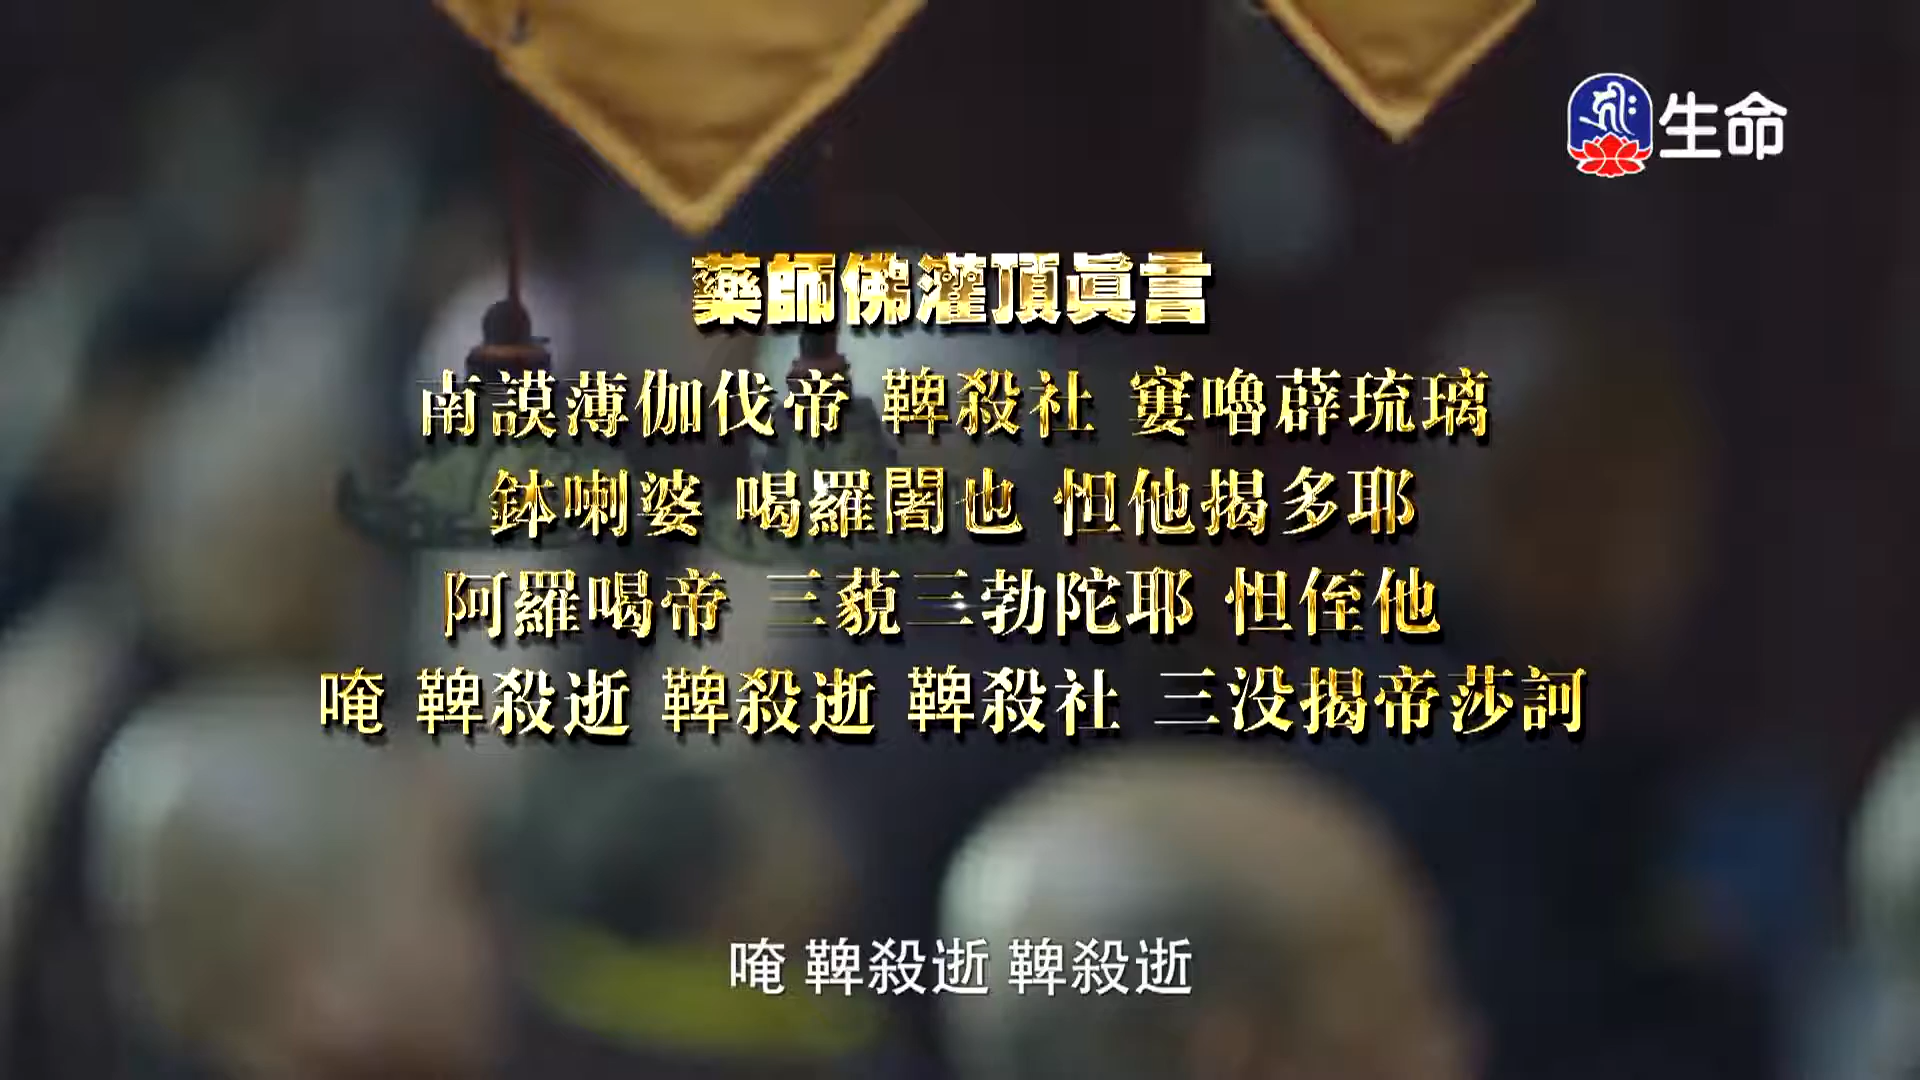 生命
藥師佛灌頂眞言
南謨薄伽伐帝 鞞殺社 窶嚕薜琉璃
鉢喇婆 喝羅闍也 怛他揭多耶
阿羅喝帝 三藐三勃陀耶 怛侄他
唵 鞞殺逝 鞞殺逝 鞞殺社 三没揭帝莎訶
唵 鞞殺逝 鞞殺逝